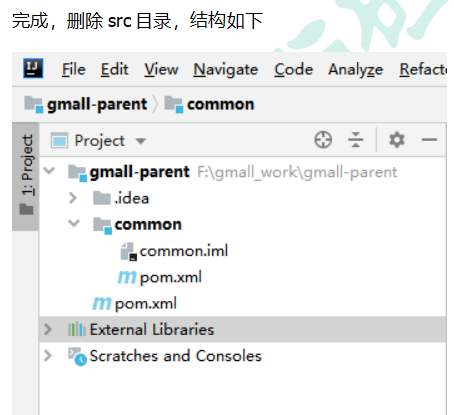 完成，删除 src 目录，结构如下
File Edit View Navigate Code Analyze Refacto
gmall-parent common
1: Project
Project
gmall-parent F:\gmall_work\gmall-parent
.idea
common
common.iml
pom.xml
pom.xml
External Libraries
Scratches and Consoles